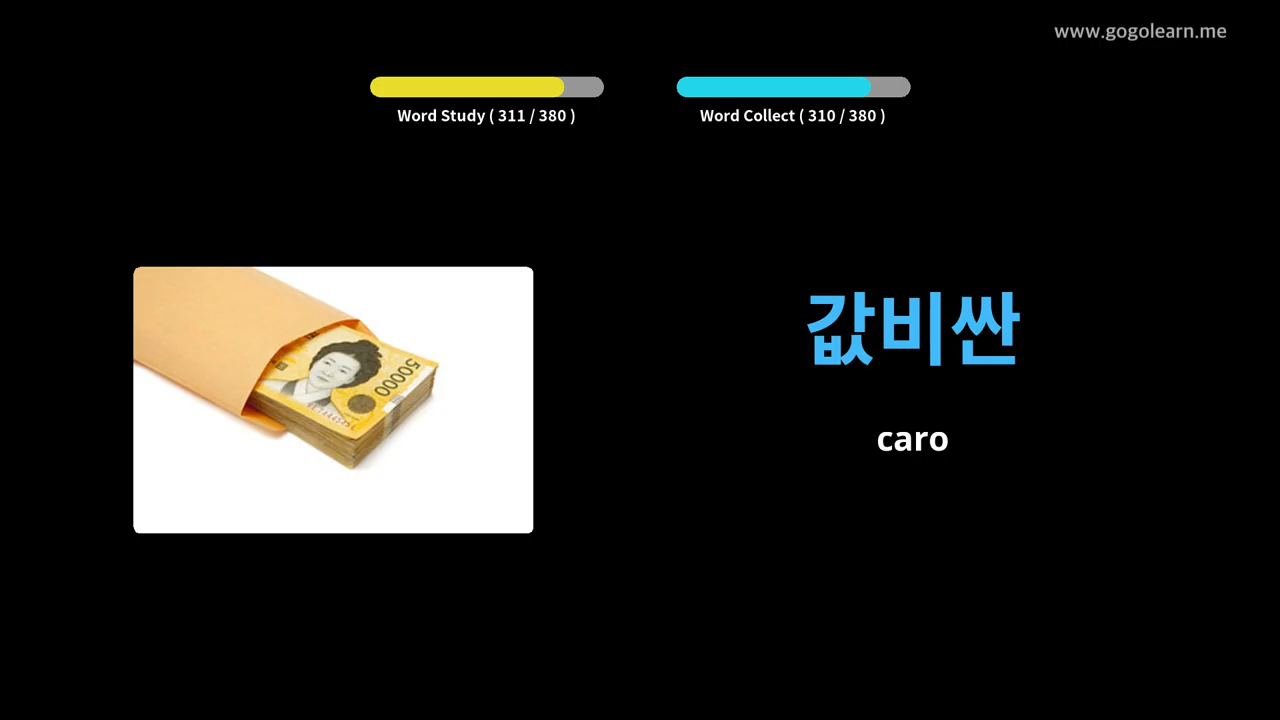 www.gogolearn.me
Word Study ( 311 / 380 )
Word Collect ( 310 / 380 )
50000
값비싼
caro